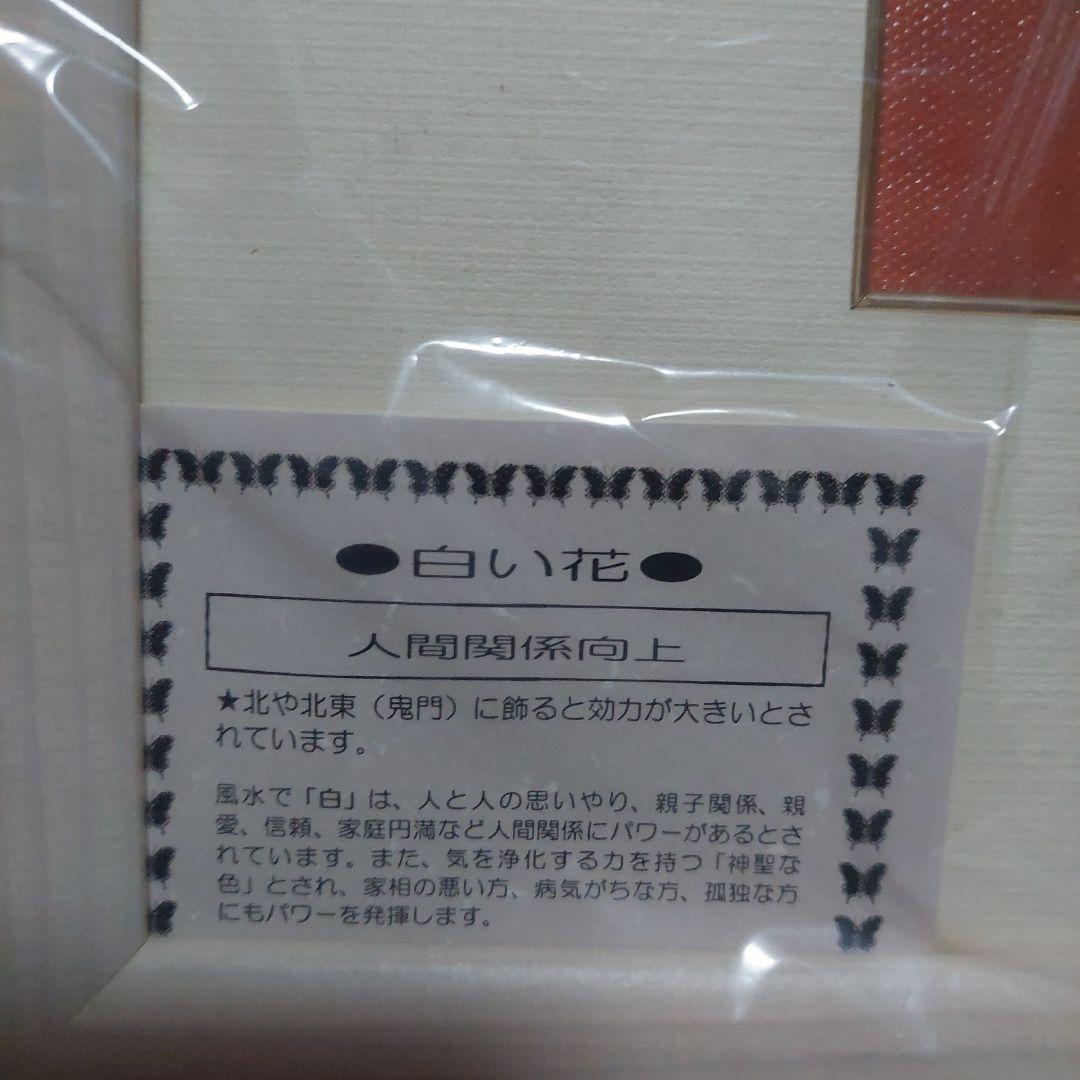 ●白い花●
人間関係向上
★北や北東（鬼門）に飾ると効力が大きいとさ
れています。
風水で「白」は、人と人の思いやり、親子関係、親
愛、信頼、家庭円満など人間関係にパワーがあるとさ
れています。また、気を浄化する力を持つ「神聖な
色」とされ、家相の悪い方、病気がちな方、孤独な方
にもパワーを発揮します。